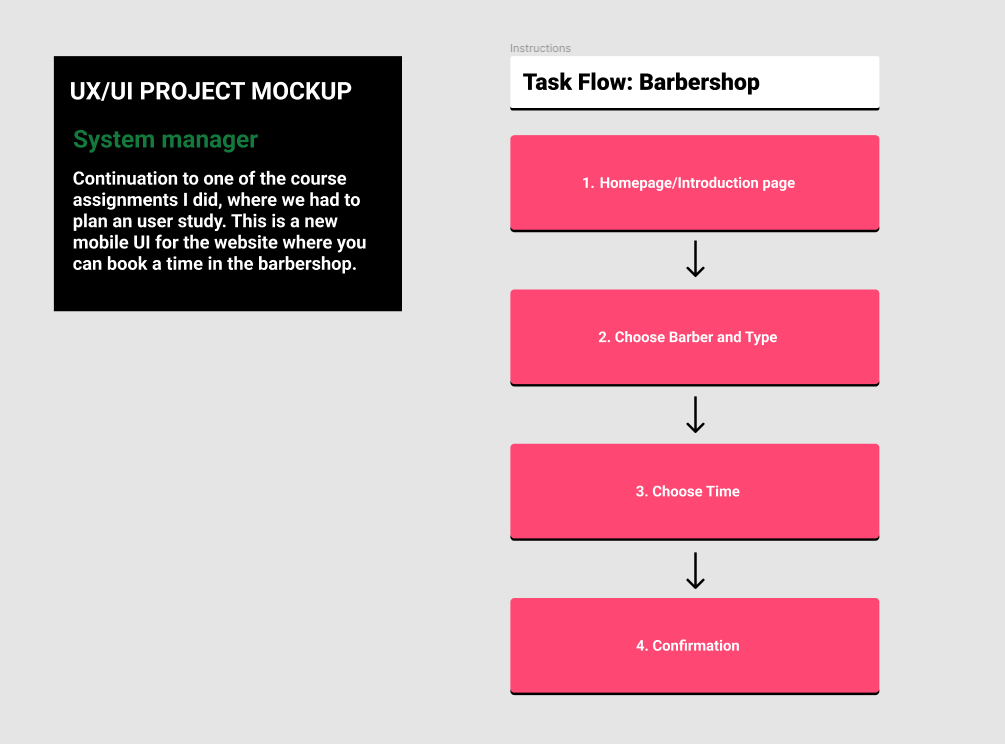 UX/UI PROJECT MOCKUP
System manager
Continuation to one of the course
assignments I did, where we had to
plan an user study. This is a new
mobile UI for the website where you
can book a time in the barbershop.
Instructions
Task Flow: Barbershop
1. Homepage/Introduction page
2. Choose Barber and Type
3. Choose Time
4. Confirmation